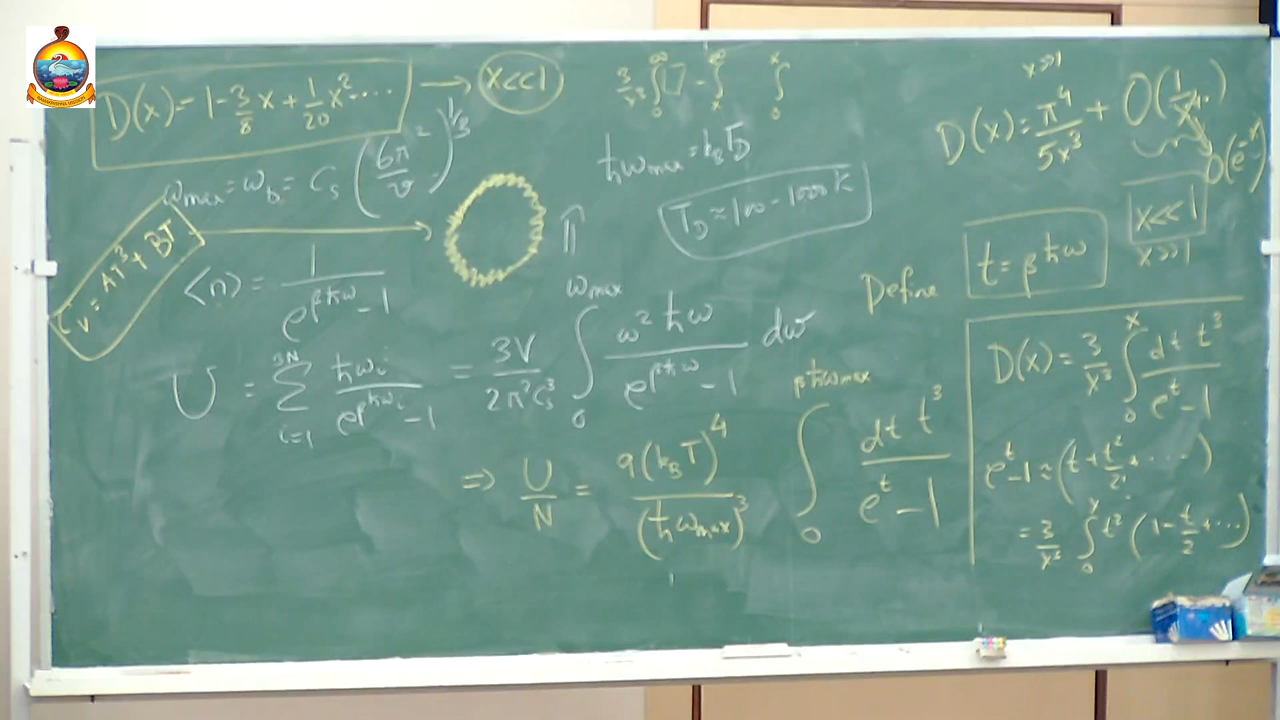 D(x) = 1 - 3/8 x + 1/20 x² .... → x<<1
3/x³ ∫₀^∞ - ∫ₓ^∞ ∫₀^x
x>>1
D(x) = π⁴/5x³ + O(1/x
O(e^-x)
ω_max = ω_b = C_s (6π²/v)^1/3
ħω_max = k_B T_D
T_D ≈ 100 - 1000 K
x<<1
x>>1
C_v = AT³ + BT
⟨n⟩ = 1/(e^βħω - 1)
Define
t = βħω
U = Σ_{i=1}^{3N} ħω_i/(e^βħω_i - 1) = 3V/2π²C_s³ ∫₀^ω_max ω² ħω/(e^βħω - 1) dω
⇒ U/N = 9(k_B T)⁴/(ħω_max)³ ∫₀^βħω_max dt t³/(e^t - 1)
D(x) = 3/x³ ∫₀^x dt t³/(e^t - 1)
e^t - 1 ≈ (t + t²/2! + ....)
= 3/x³ ∫₀^x t² (1 - t/2 + ...)